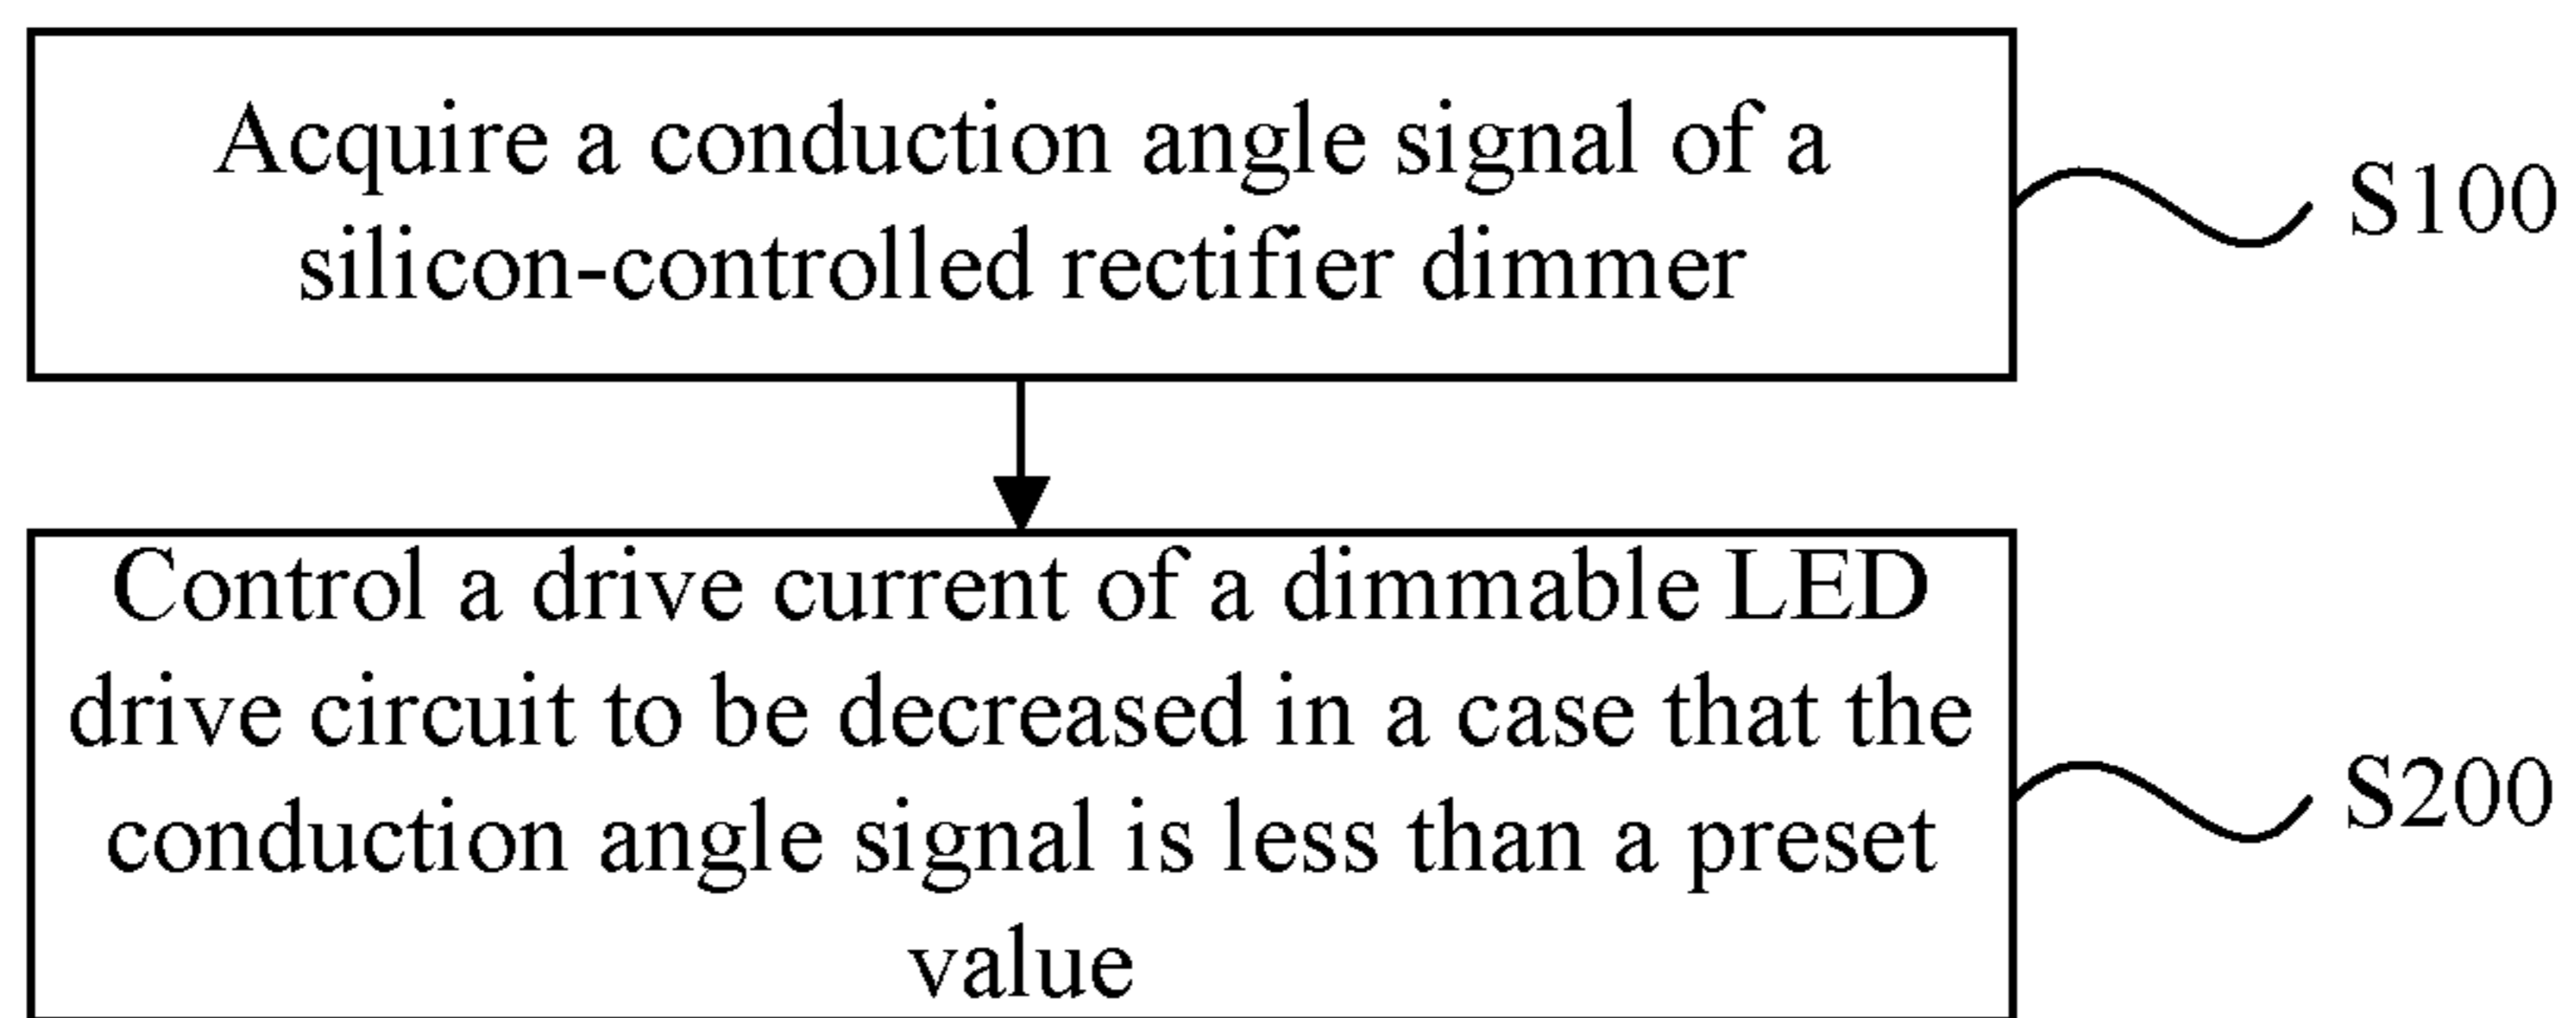 Acquire a conduction angle signal of a
silicon-controlled rectifier dimmer
S100
Control a drive current of a dimmable LED
drive circuit to be decreased in a case that the
conduction angle signal is less than a preset
value
S200